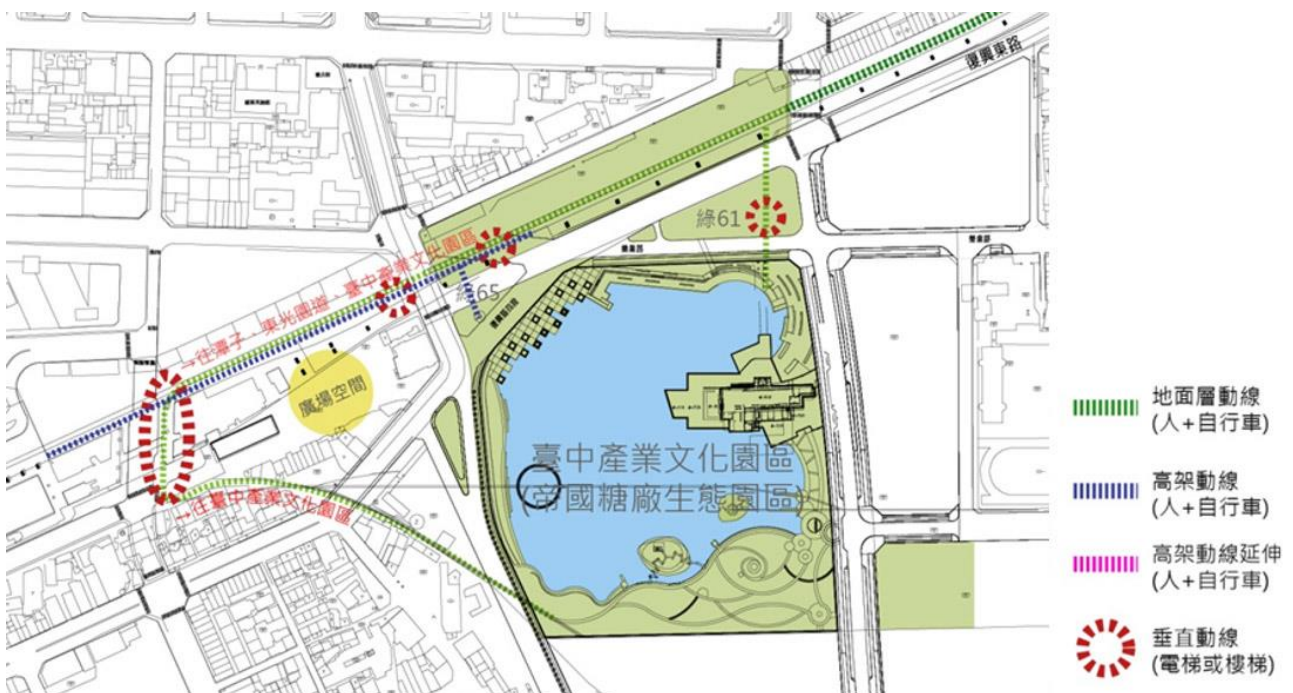 復興東路
綠61
樂業路
→往潭子、東光園道、臺中產業文化園區
綠65
廣場空間
臺中產業文化園區
(帝國糖廠生態園區)
→往臺中產業文化園區
地面層動線
(人+自行車)
高架動線
(人+自行車)
高架動線延伸
(人+自行車)
垂直動線
(電梯或樓梯)